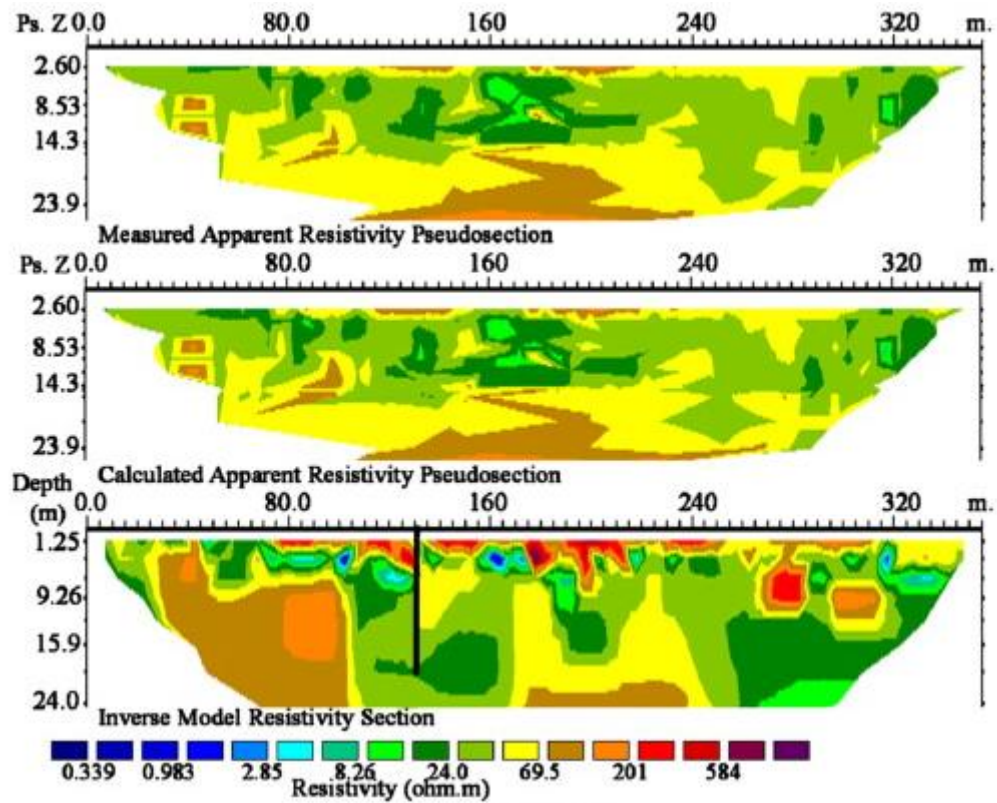 Ps. Z 0.0 80.0 160 240 320 m.
2.60
8.53
14.3
23.9
Measured Apparent Resistivity Pseudosection
Ps. Z 0.0 80.0 160 240 320 m.
2.60
8.53
14.3
23.9
Calculated Apparent Resistivity Pseudosection
Depth 0.0 80.0 160 240 320 m.
(m)
1.25
9.26
15.9
24.0
Inverse Model Resistivity Section
0.339 0.983 2.85 8.26 24.0 69.5 201 584
Resistivity (ohm.m)